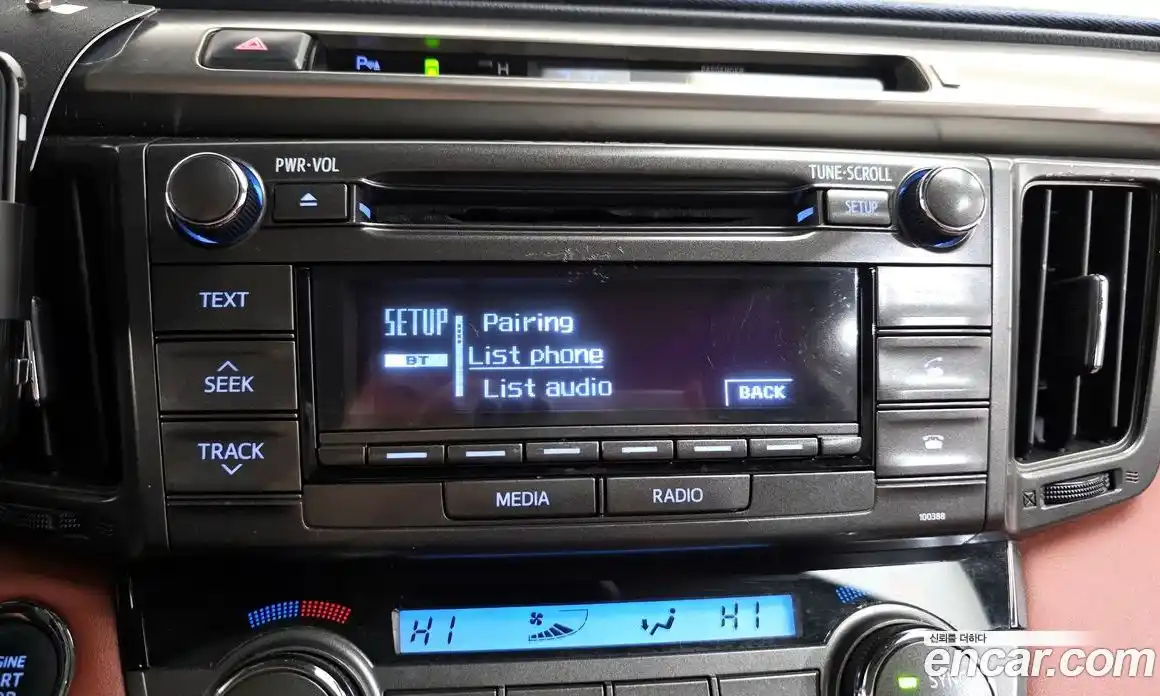 PWR·VOL
TUNE·SCROLL
SETUP
TEXT
SEEK
TRACK
SETUP
BT
Pairing
List phone
List audio
BACK
MEDIA
RADIO
100388
HI
HI
SYNC
신뢰를 더하다
encar.com